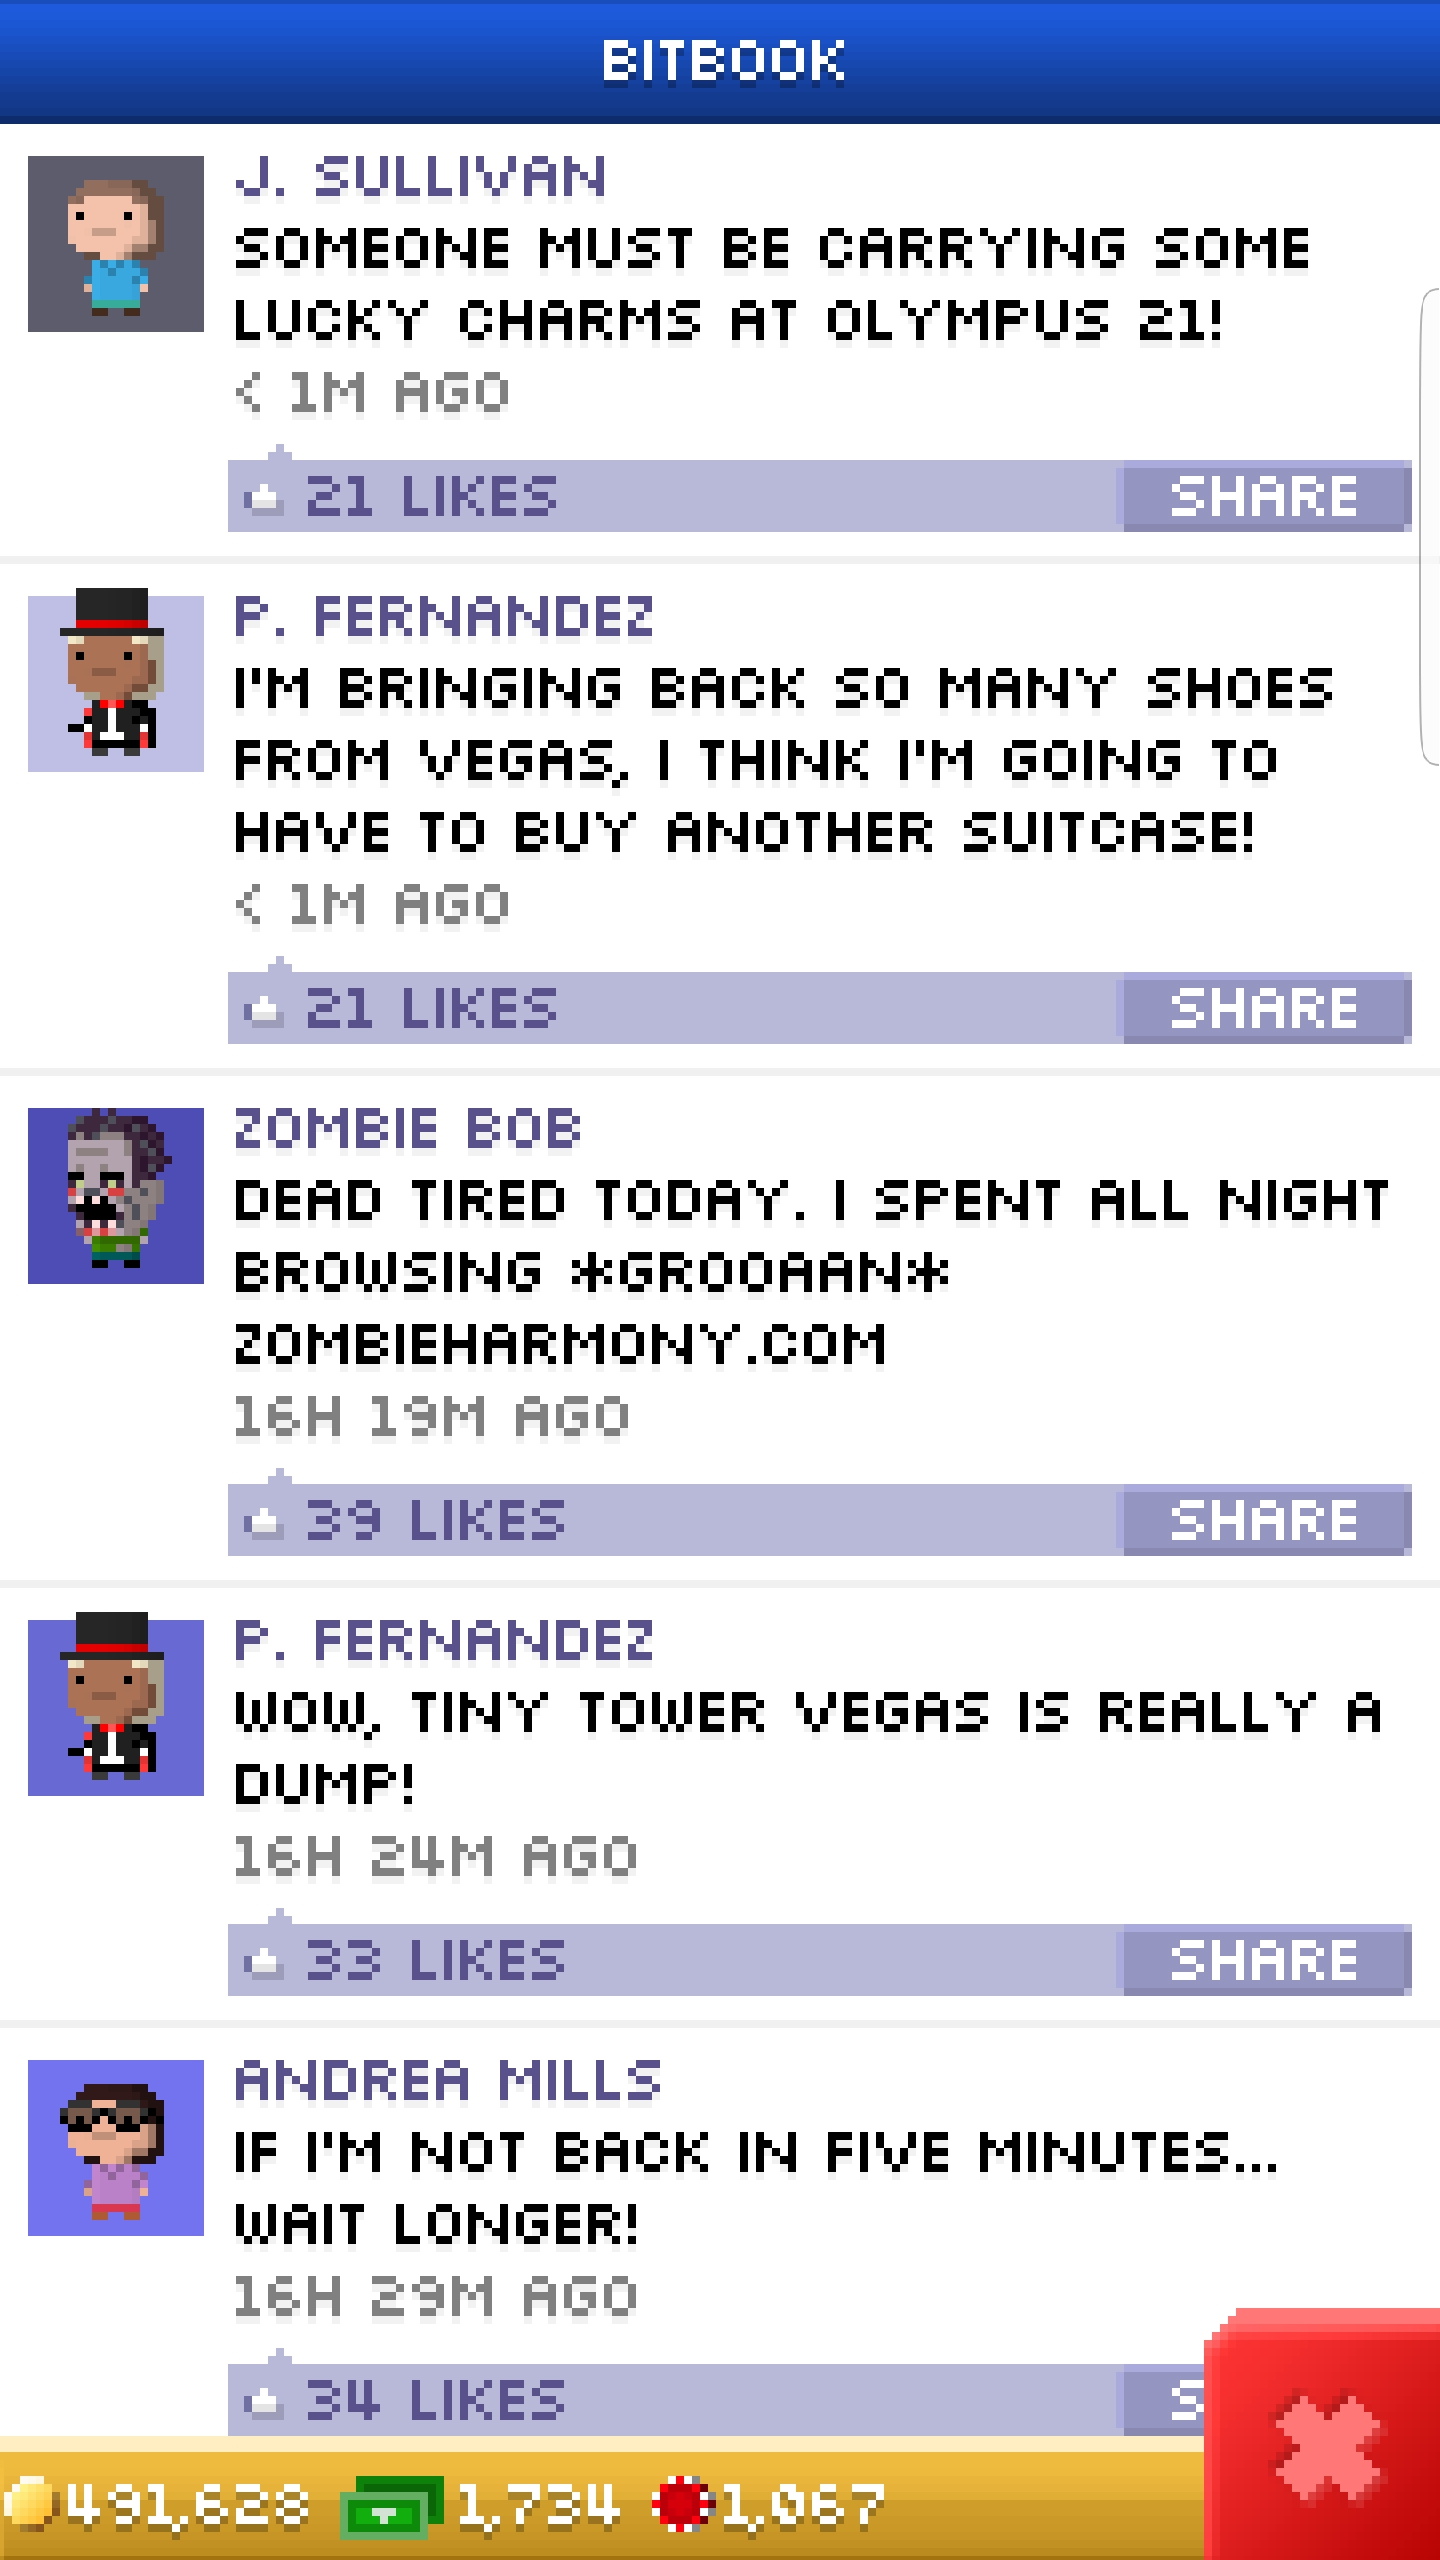 BITBOOK
J. SULLIVAN
SOMEONE MUST BE CARRYING SOME
LUCKY CHARMS AT OLYMPUS 21!
< 1M AGO
21 LIKES SHARE
P. FERNANDEZ
I'M BRINGING BACK SO MANY SHOES
FROM VEGAS, I THINK I'M GOING TO
HAVE TO BUY ANOTHER SUITCASE!
< 1M AGO
21 LIKES SHARE
ZOMBIE BOB
DEAD TIRED TODAY. I SPENT ALL NIGHT
BROWSING *GROOAAN*
ZOMBIEHARMONY.COM
16H 19M AGO
39 LIKES SHARE
P. FERNANDEZ
WOW, TINY TOWER VEGAS IS REALLY A
DUMP!
16H 24M AGO
33 LIKES SHARE
ANDREA MILLS
IF I'M NOT BACK IN FIVE MINUTES...
WAIT LONGER!
16H 29M AGO
34 LIKES S
491,628 1,734 1,067